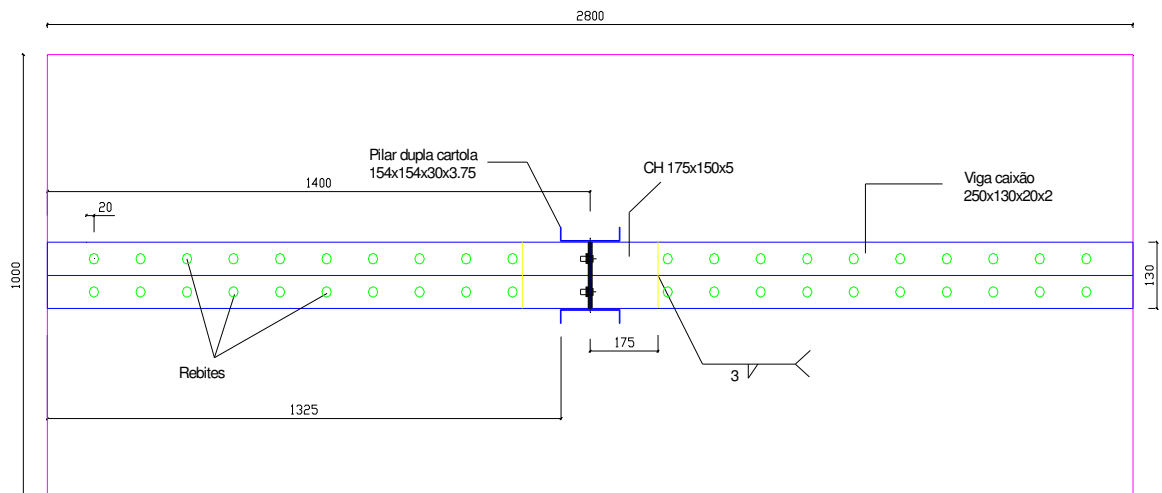 2800
Pilar dupla cartola
154x154x30x3.75
CH 175x150x5
Viga caixão
250x130x20x2
1400
20
1000
130
175
3
Rebites
1325